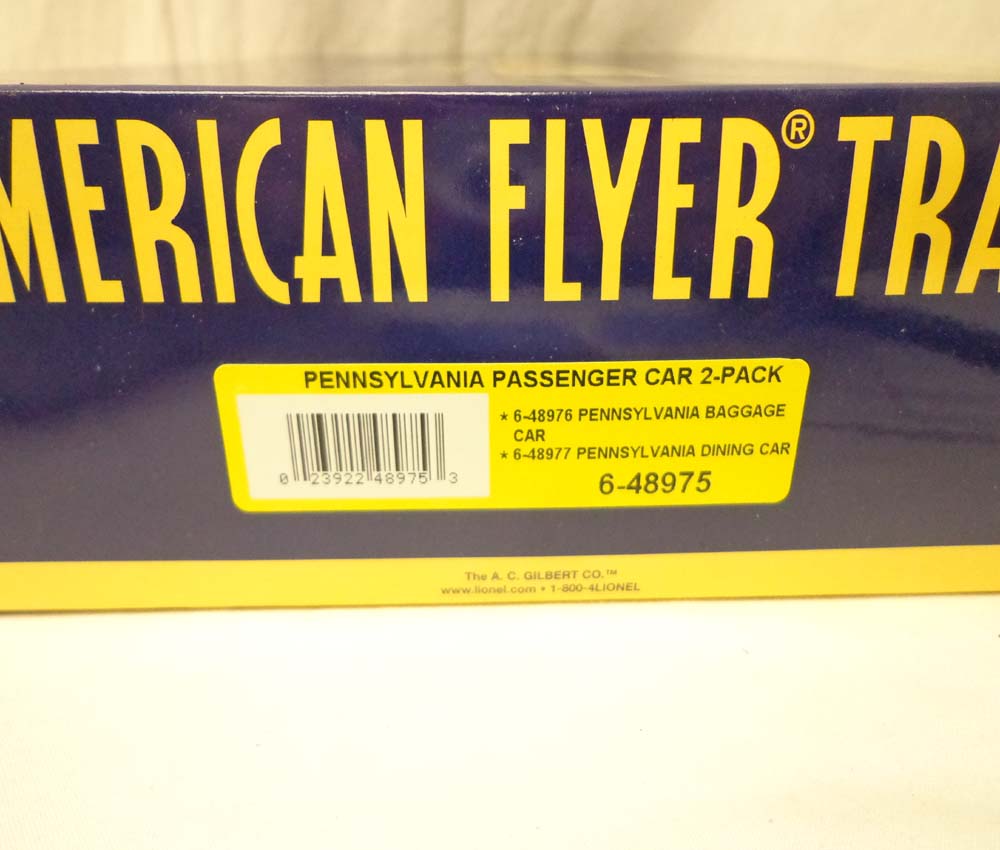 MERICAN FLYER® TRA
PENNSYLVANIA PASSENGER CAR 2-PACK
* 6-48976 PENNSYLVANIA BAGGAGE
CAR
* 6-48977 PENNSYLVANIA DINING CAR
6-48975
0 23922 48975 3
The A. C. GILBERT CO.™
www.lionel.com • 1-800-4LIONEL